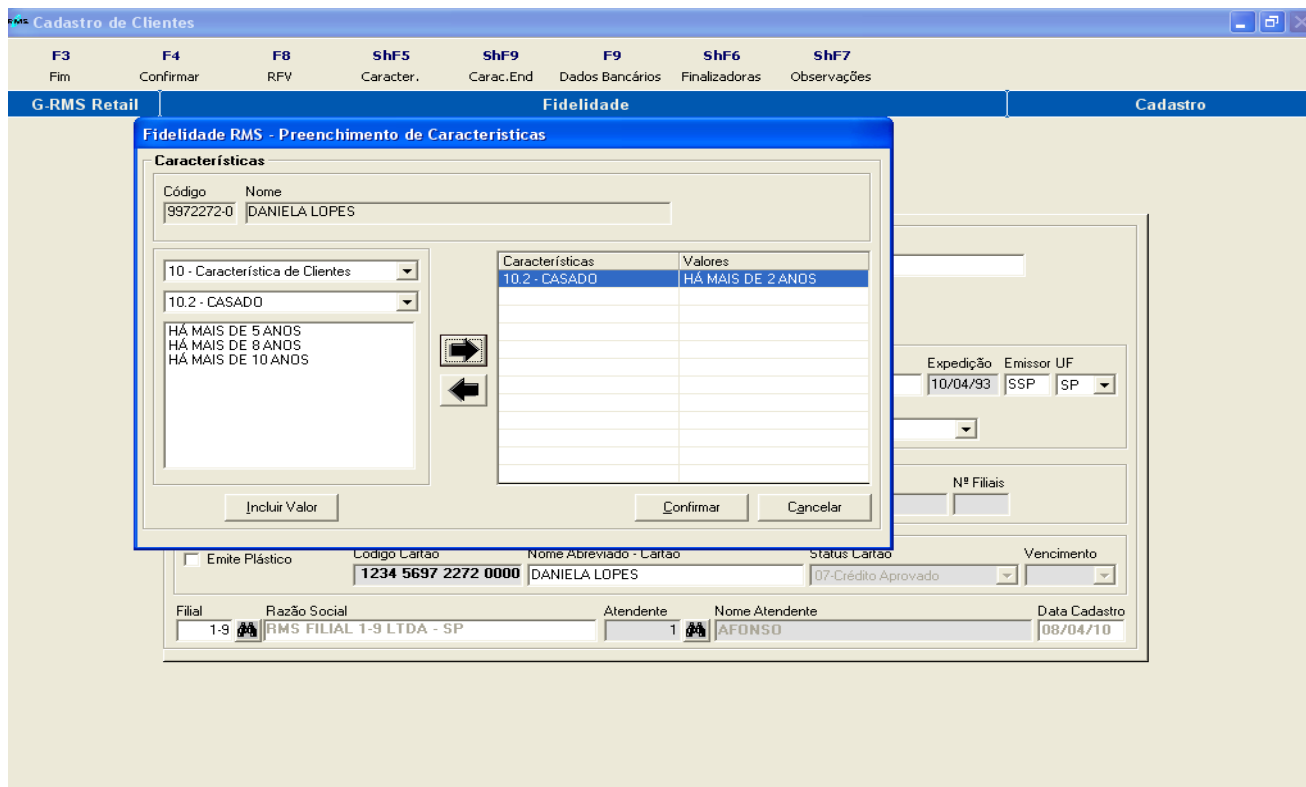 RMS Cadastro de Clientes
F3 F4 F8 ShF5 ShF9 F9 ShF6 ShF7
Fim Confirmar RFV Caracter. Carac.End Dados Bancários Finalizadoras Observações
G-RMS Retail Fidelidade Cadastro
Fidelidade RMS - Preenchimento de Características
Características
Código Nome
9972272-0 DANIELA LOPES
10 - Característica de Clientes
10.2 - CASADO
HÁ MAIS DE 5 ANOS
HÁ MAIS DE 8 ANOS
HÁ MAIS DE 10 ANOS
Características Valores
10.2 - CASADO HÁ MAIS DE 2 ANOS
Incluir Valor Confirmar Cancelar
Expedição Emissor UF
10/04/93 SSP SP
Nº Filiais
Emite Plástico Código Cartão Nome Abreviado - Cartão Status Cartão Vencimento
1234 5697 2272 0000 DANIELA LOPES 07-Crédito Aprovado
Filial Razão Social Atendente Nome Atendente Data Cadastro
1-9 RMS FILIAL 1-9 LTDA - SP 1 AFONSO 08/04/10